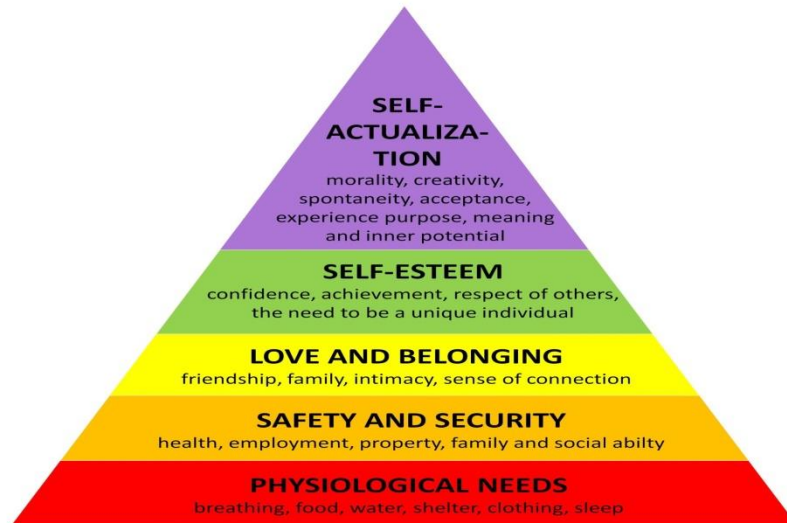 SELF-
ACTUALIZA-
TION
morality, creativity,
spontaneity, acceptance,
experience purpose, meaning
and inner potential
SELF-ESTEEM
confidence, achievement, respect of others,
the need to be a unique individual
LOVE AND BELONGING
friendship, family, intimacy, sense of connection
SAFETY AND SECURITY
health, employment, property, family and social abilty
PHYSIOLOGICAL NEEDS
breathing, food, water, shelter, clothing, sleep